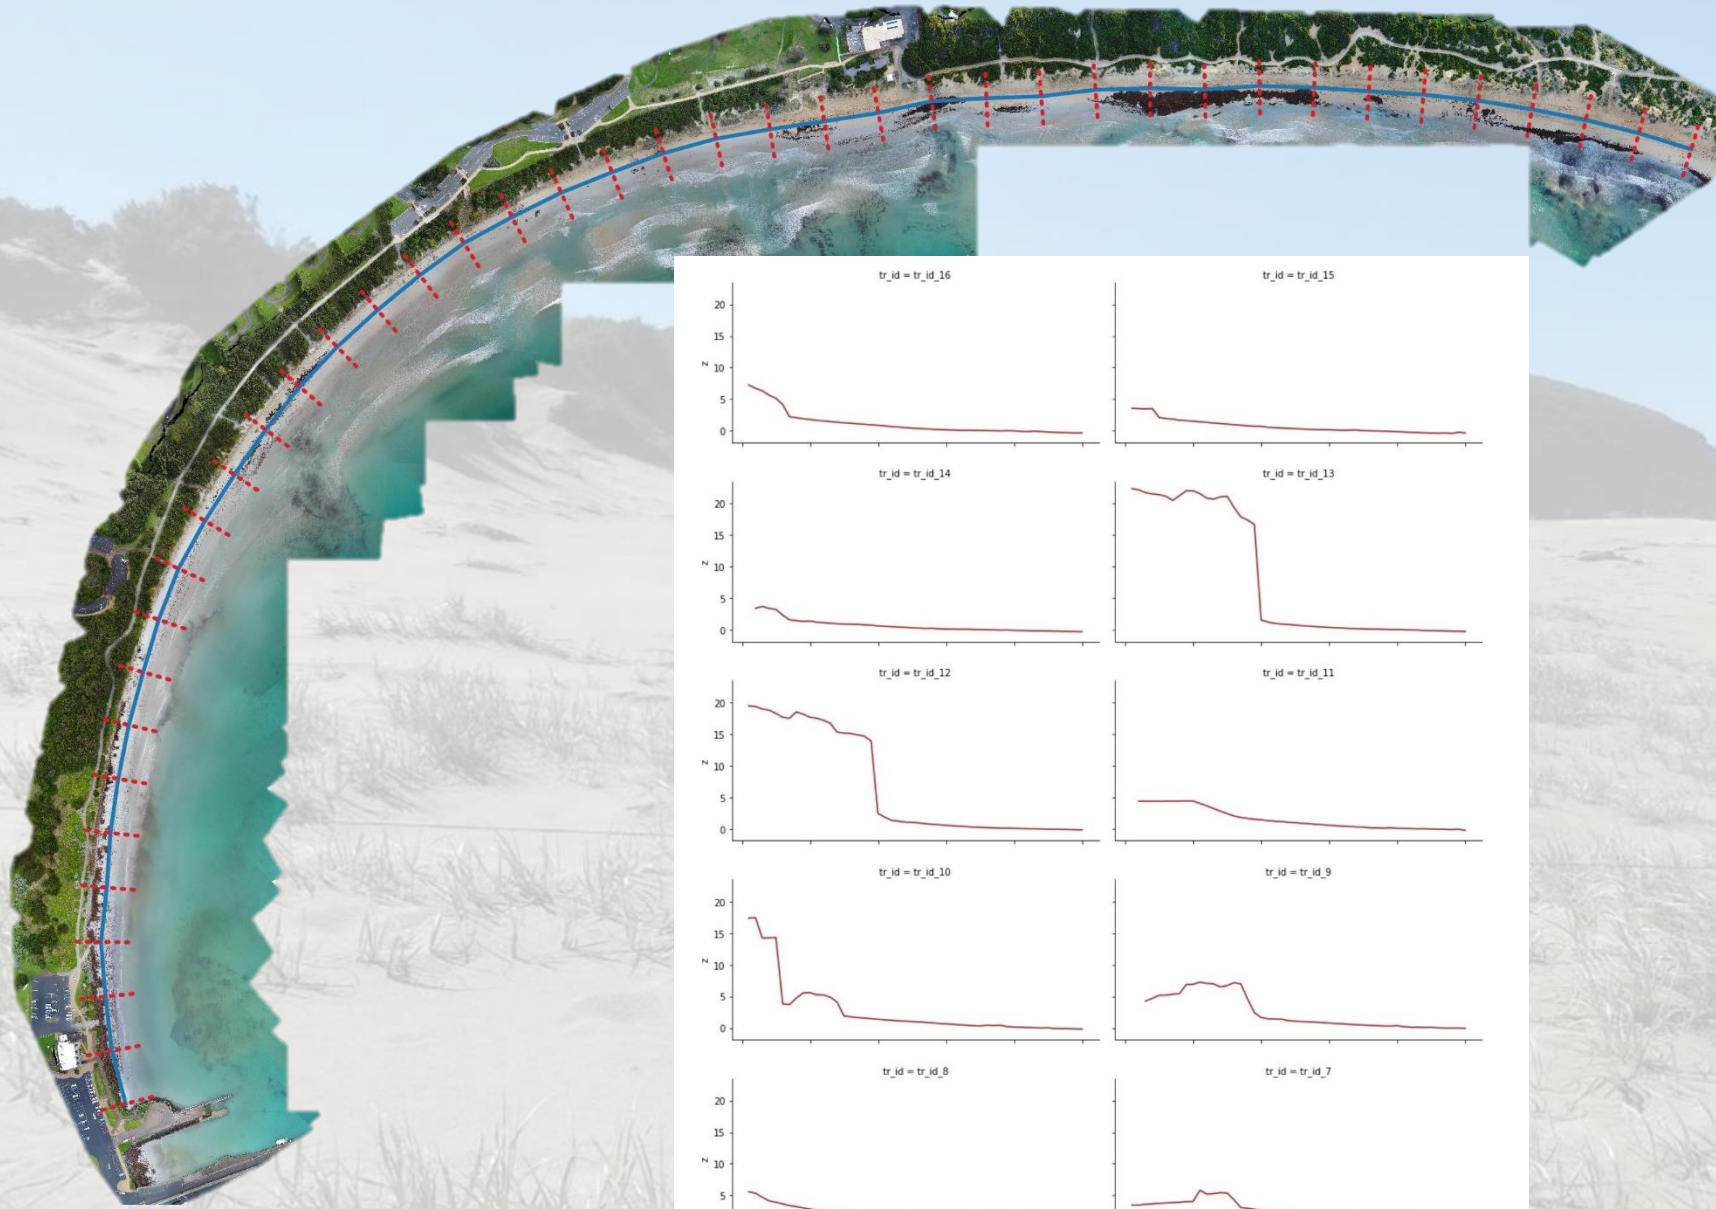 tr_id = tr_id_16
tr_id = tr_id_15
20
15
10
5
0
z
tr_id = tr_id_14
tr_id = tr_id_13
20
15
10
5
0
z
tr_id = tr_id_12
tr_id = tr_id_11
20
15
10
5
0
z
tr_id = tr_id_10
tr_id = tr_id_9
20
15
10
5
0
z
tr_id = tr_id_8
tr_id = tr_id_7
20
15
10
5
z